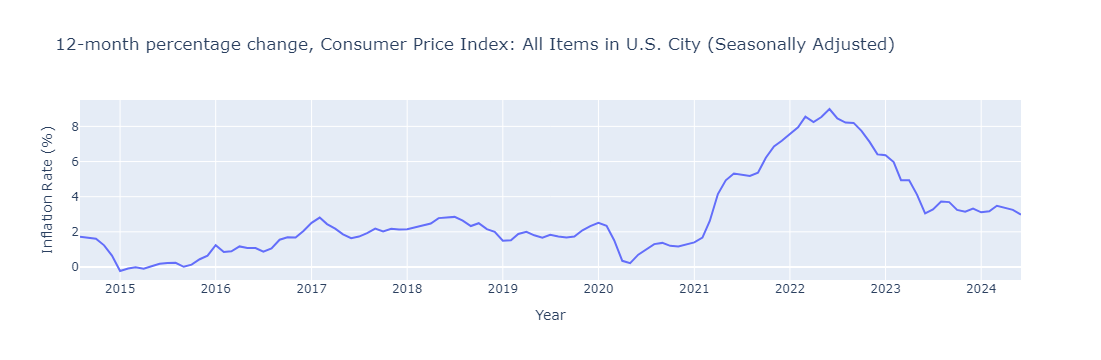 12-month percentage change, Consumer Price Index: All Items in U.S. City (Seasonally Adjusted)
Inflation Rate (%)
8
6
4
2
0
2015 2016 2017 2018 2019 2020 2021 2022 2023 2024
Year